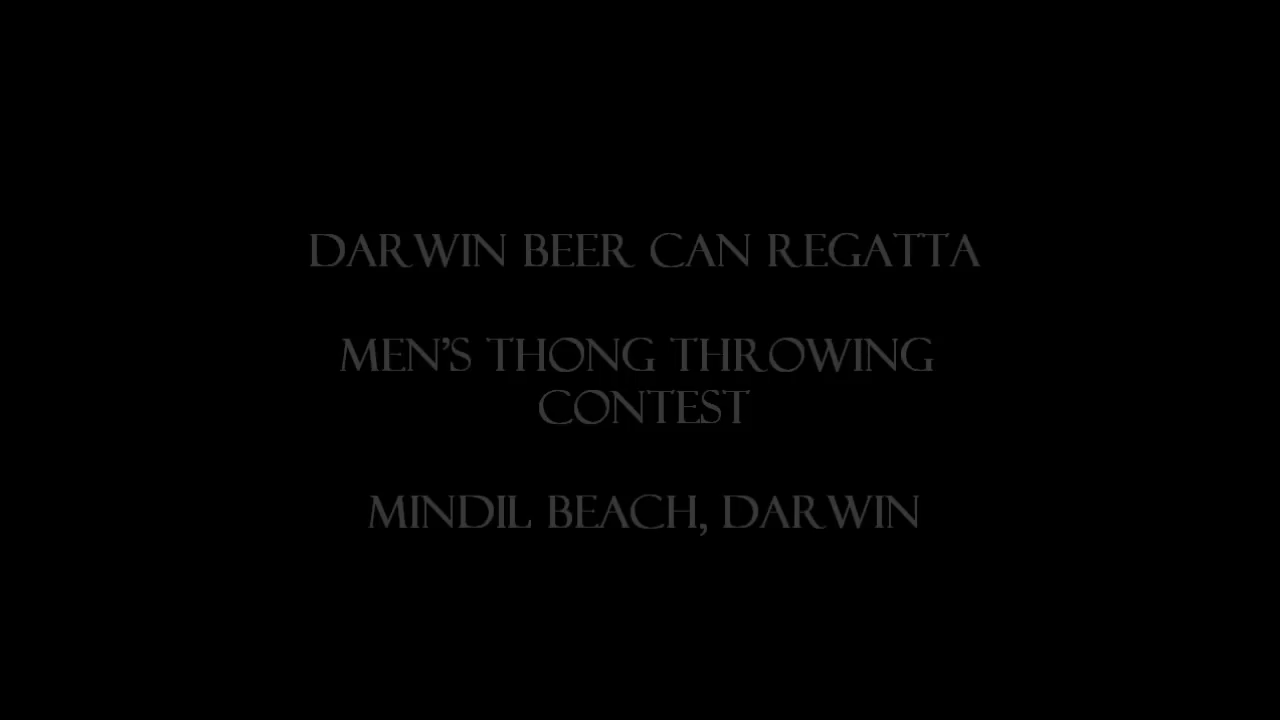 DARWIN BEER CAN REGATTA
MEN'S THONG THROWING
CONTEST
MINDIL BEACH, DARWIN